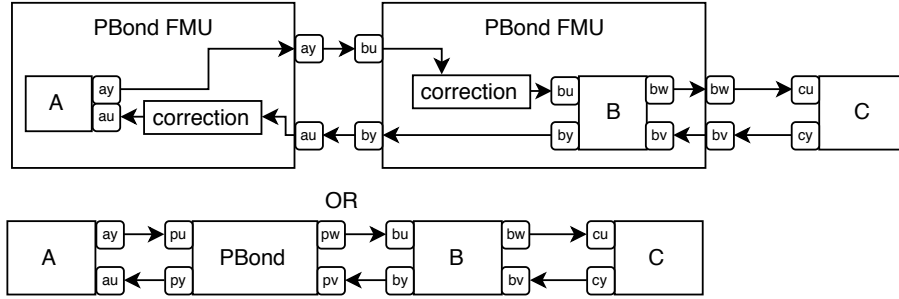 PBond FMU PBond FMU
ay bu
ay correction bu bw bw cu
A B C
au correction
au by by bv bv cy
OR
ay pu pw bu bw cu
A PBond B C
au py pv by bv cy